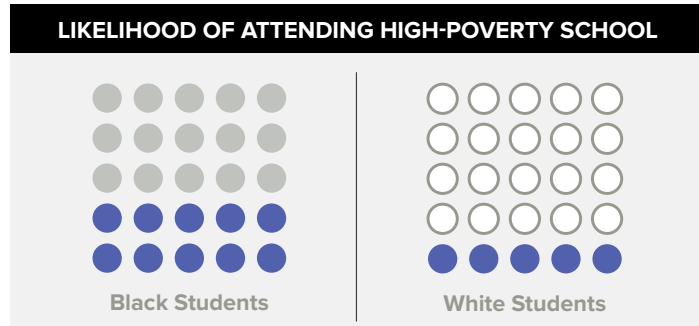 LIKELIHOOD OF ATTENDING HIGH-POVERTY SCHOOL
Black Students
White Students